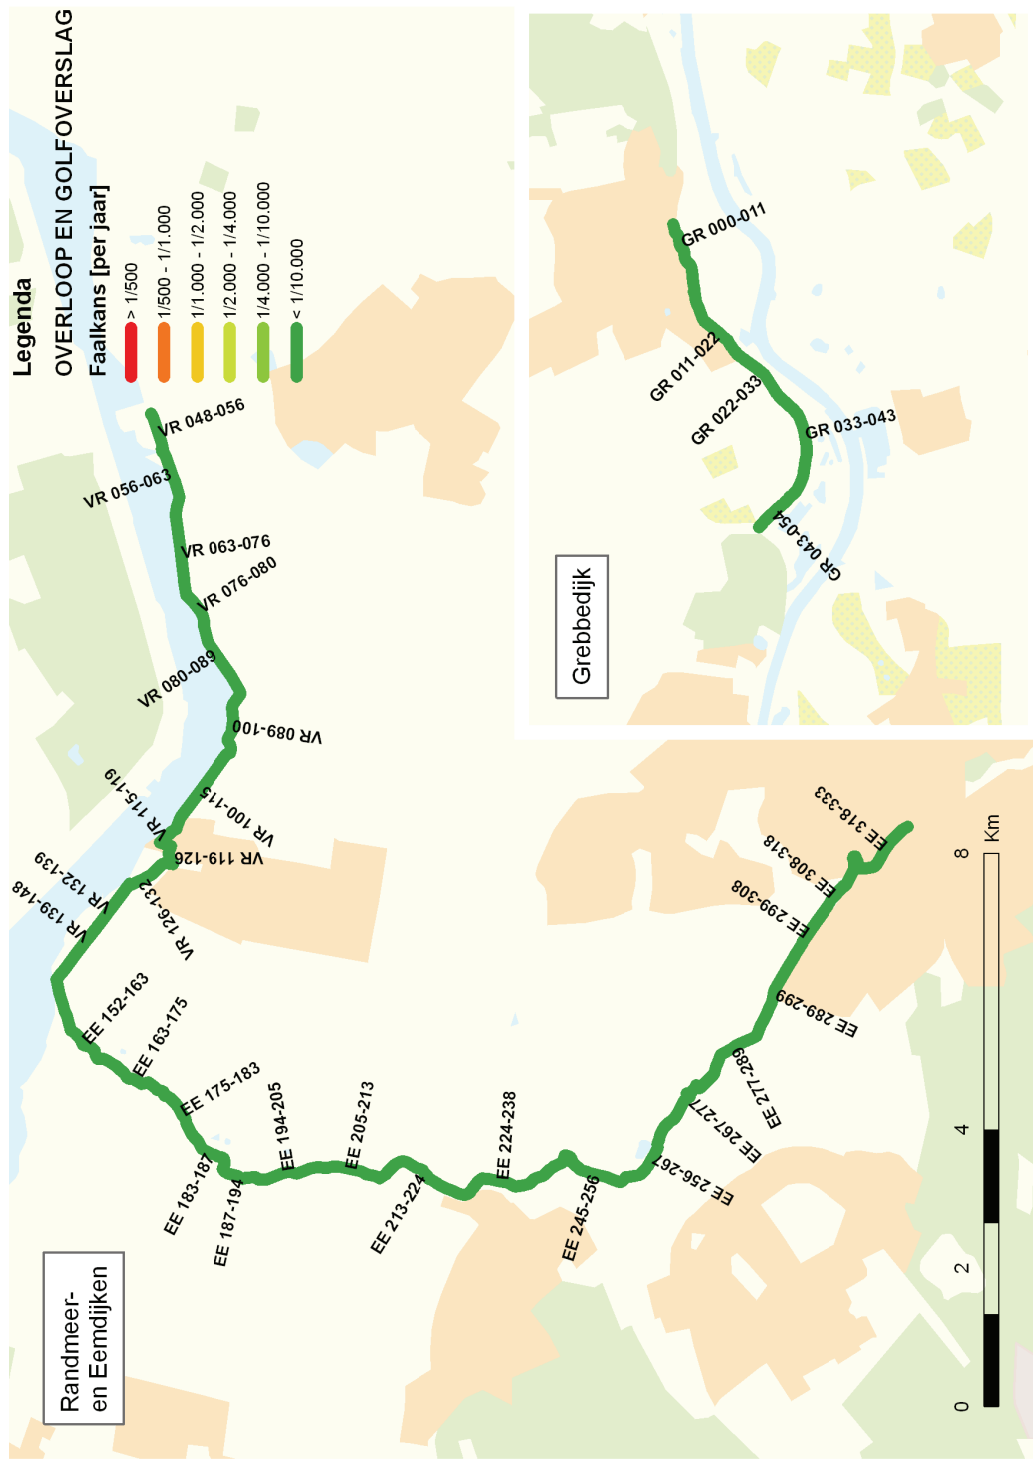 Legenda
OVERLOOP EN GOLFOVERSLAG
Faalkans [per jaar]
> 1/500
1/500 - 1/1.000
1/1.000 - 1/2.000
1/2.000 - 1/4.000
1/4.000 - 1/10.000
< 1/10.000
Randmeer-
en Eemdijken
VR 048-056
VR 056-063
VR 063-076
VR 076-080
VR 080-089
VR 089-100
VR 100-115
VR 115-119
VR 119-126
VR 126-132
VR 132-139
VR 139-148
EE 152-163
EE 163-175
EE 175-183
EE 183-187
EE 187-194
EE 194-205
EE 205-213
EE 213-224
EE 224-238
EE 245-256
EE 256-267
EE 267-277
EE 277-289
EE 289-299
EE 299-308
EE 308-318
EE 318-333
Grebbedijk
GR 000-011
GR 011-022
GR 022-033
GR 033-043
GR 043-054
0 2 4 8
Km